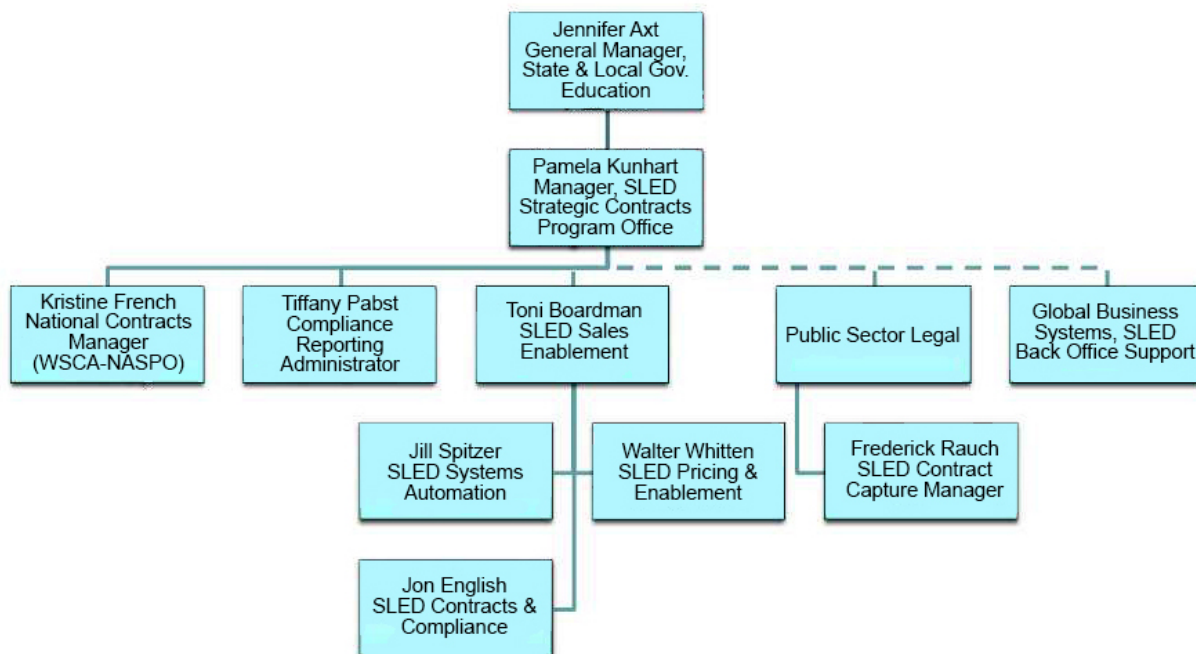 Jennifer Axt
General Manager,
State & Local Gov.
Education
Pamela Kunhart
Manager, SLED
Strategic Contracts
Program Office
Kristine French
National Contracts
Manager
(WSCA-NASPO)
Tiffany Pabst
Compliance
Reporting
Administrator
Toni Boardman
SLED Sales
Enablement
Public Sector Legal
Global Business
Systems, SLED
Back Office Support
Jill Spitzer
SLED Systems
Automation
Walter Whitten
SLED Pricing &
Enablement
Frederick Rauch
SLED Contract
Capture Manager
Jon English
SLED Contracts &
Compliance